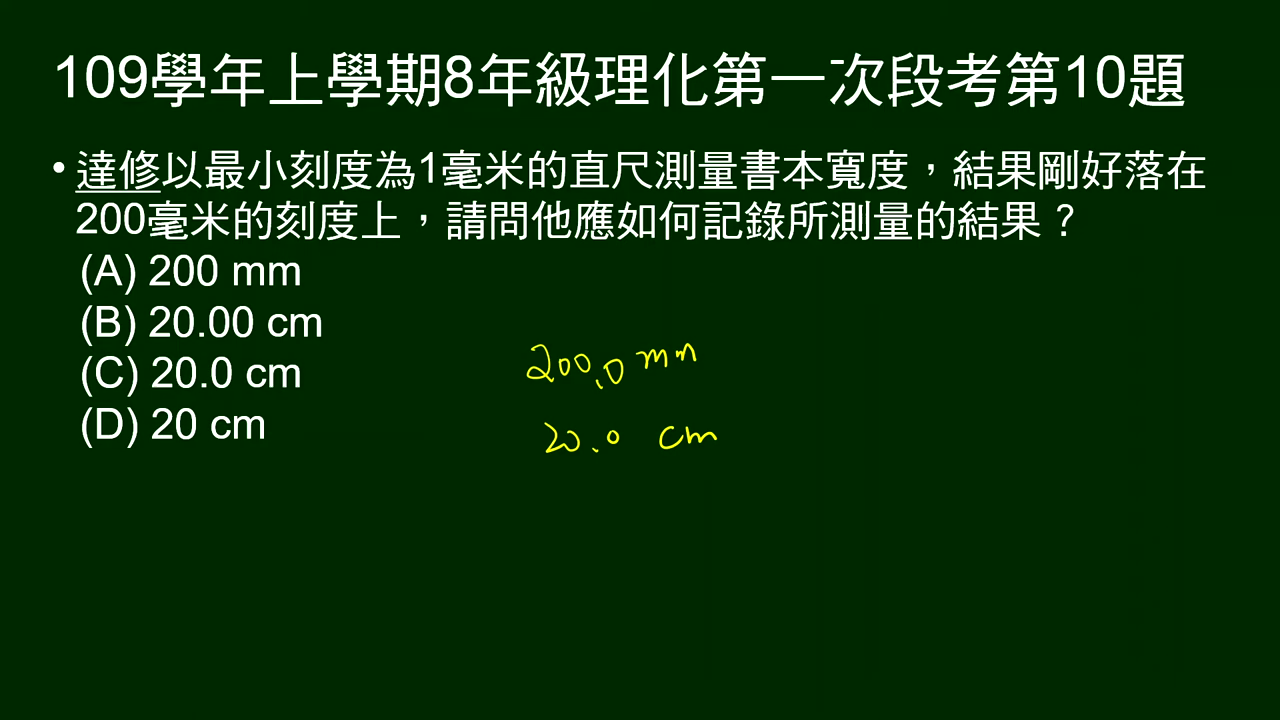 109學年上學期8年級理化第一次段考第10題
• 達修以最小刻度為1毫米的直尺測量書本寬度，結果剛好落在
200毫米的刻度上，請問他應如何記錄所測量的結果？
(A) 200 mm
(B) 20.00 cm
(C) 20.0 cm
(D) 20 cm
200.0 mm
20.0 cm